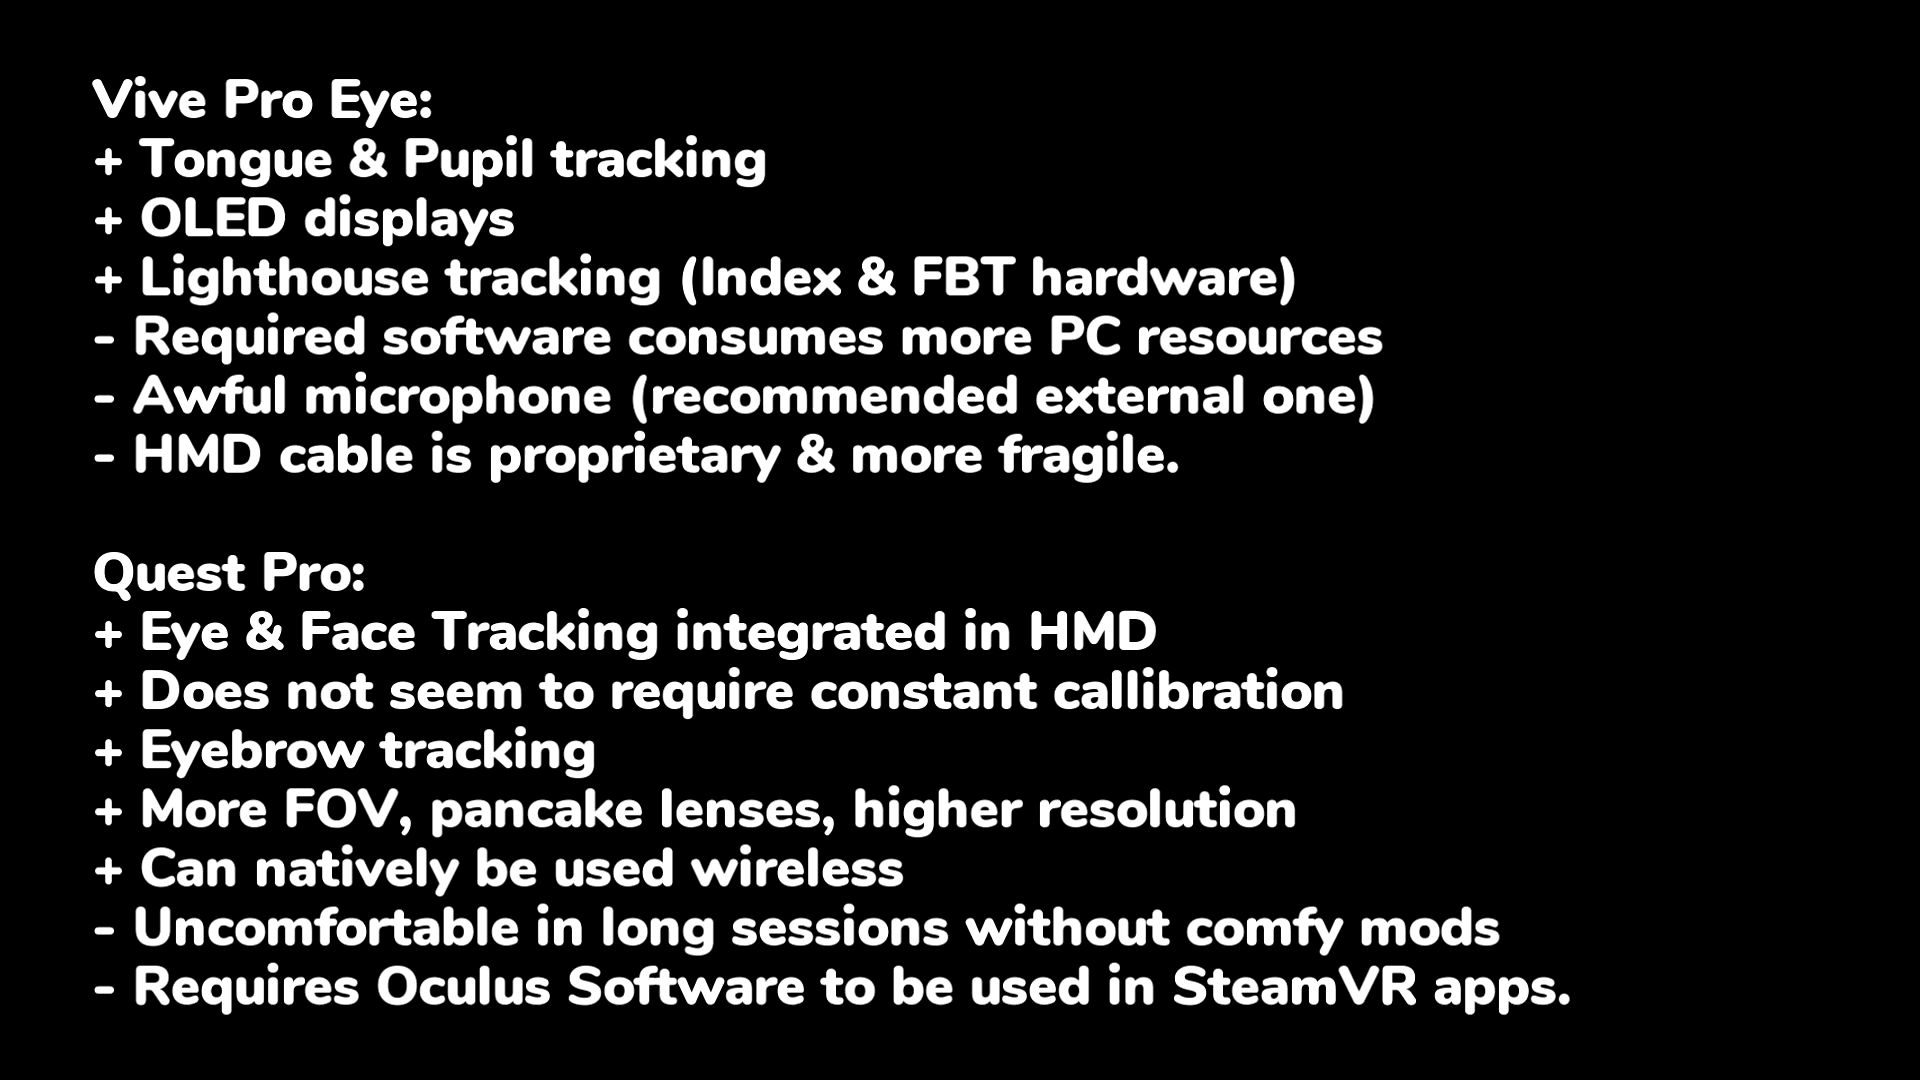 Vive Pro Eye:
+ Tongue & Pupil tracking
+ OLED displays
+ Lighthouse tracking (Index & FBT hardware)
- Required software consumes more PC resources
- Awful microphone (recommended external one)
- HMD cable is proprietary & more fragile.
Quest Pro:
+ Eye & Face Tracking integrated in HMD
+ Does not seem to require constant callibration
+ Eyebrow tracking
+ More FOV, pancake lenses, higher resolution
+ Can natively be used wireless
- Uncomfortable in long sessions without comfy mods
- Requires Oculus Software to be used in SteamVR apps.